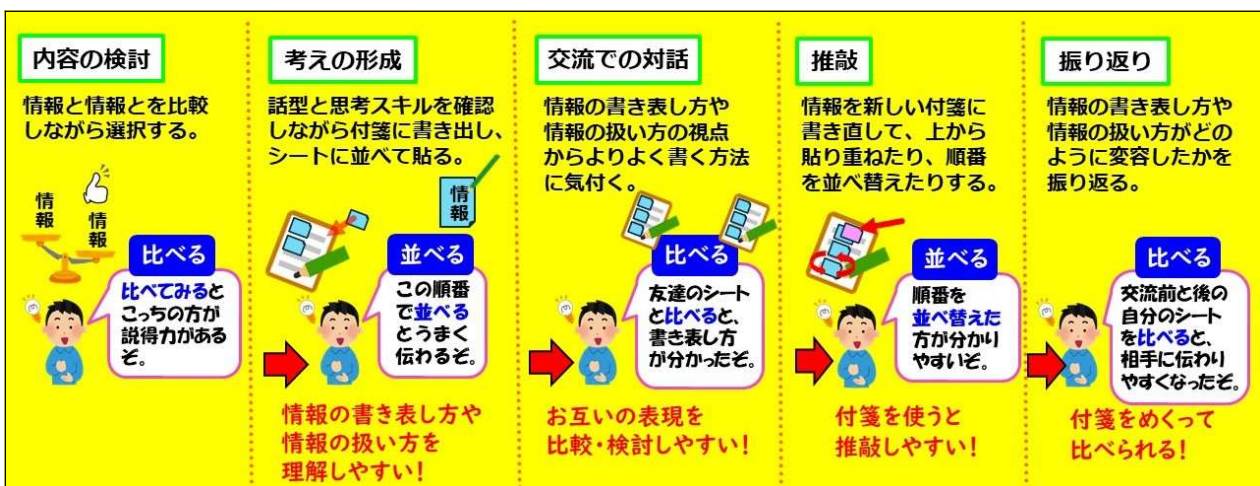 内容の検討
情報と情報とを比較
しながら選択する。
情報
情報
比べる
比べてみると
こっちの方が
説得力がある
ぞ。
考えの形成
話型と思考スキルを確認
しながら付箋に書き出し、
シートに並べて貼る。
情報
並べる
この順番
で並べる
とうまく
伝わるぞ。
情報の書き表し方や
情報の扱い方を
理解しやすい！
交流での対話
情報の書き表し方や
情報の扱い方の視点
からよりよく書く方法
に気付く。
比べる
友達のシート
と比べると、
書き表し方
が分かったぞ。
お互いの表現を
比較・検討しやすい！
推敲
情報を新しい付箋に
書き直して、上から
貼り重ねたり、順番
を並べ替えたりする。
並べる
順番を
並べ替えた
方が分かり
やすいぞ。
付箋を使うと
推敲しやすい！
振り返り
情報の書き表し方や
情報の扱い方がどの
ように変容したかを
振り返る。
比べる
交流前と後の
自分のシート
を比べると、
相手に伝わり
やすくなったぞ。
付箋をめくって
比べられる！